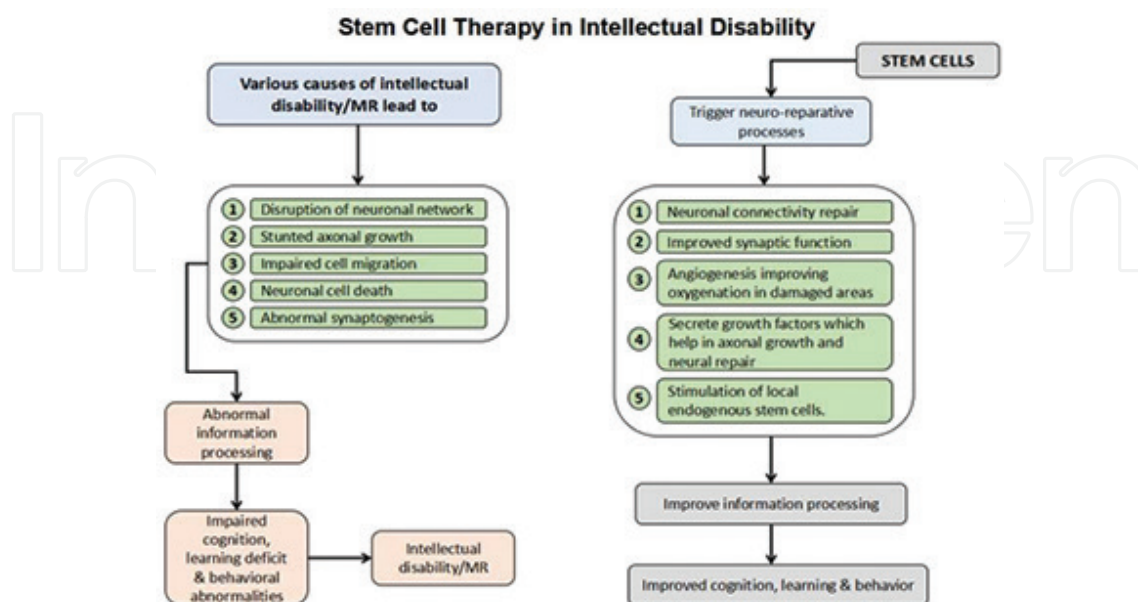 Stem Cell Therapy in Intellectual Disability
Various causes of intellectual
disability/MR lead to
1 Disruption of neuronal network
2 Stunted axonal growth
3 Impaired cell migration
4 Neuronal cell death
5 Abnormal synaptogenesis
Abnormal
information
processing
Impaired
cognition,
learning deficit
& behavioral
abnormalities
Intellectual
disability/MR
STEM CELLS
Trigger neuro-reparative
processes
1 Neuronal connectivity repair
2 Improved synaptic function
3 Angiogenesis improving
oxygenation in damaged areas
4 Secrete growth factors which
help in axonal growth and
neural repair
5 Stimulation of local
endogenous stem cells.
Improve information processing
Improved cognition, learning & behavior
In
en